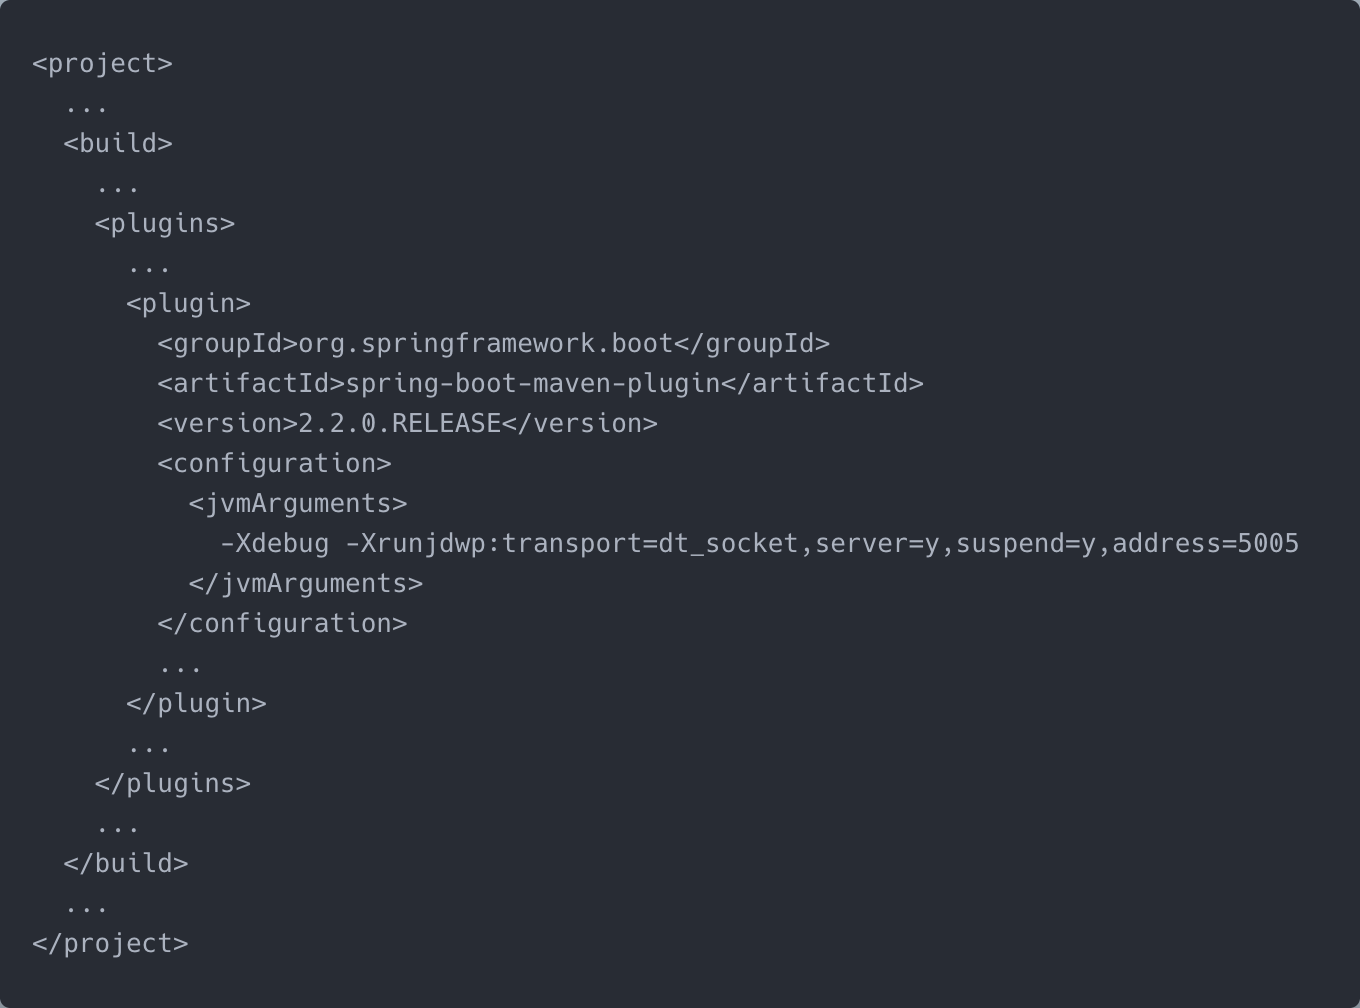 <project>
  ...
  <build>
    ...
    <plugins>
      ...
      <plugin>
        <groupId>org.springframework.boot</groupId>
        <artifactId>spring-boot-maven-plugin</artifactId>
        <version>2.2.0.RELEASE</version>
        <configuration>
          <jvmArguments>
            -Xdebug -Xrunjdwp:transport=dt_socket,server=y,suspend=y,address=5005
          </jvmArguments>
        </configuration>
        ...
      </plugin>
      ...
    </plugins>
    ...
  </build>
  ...
</project>